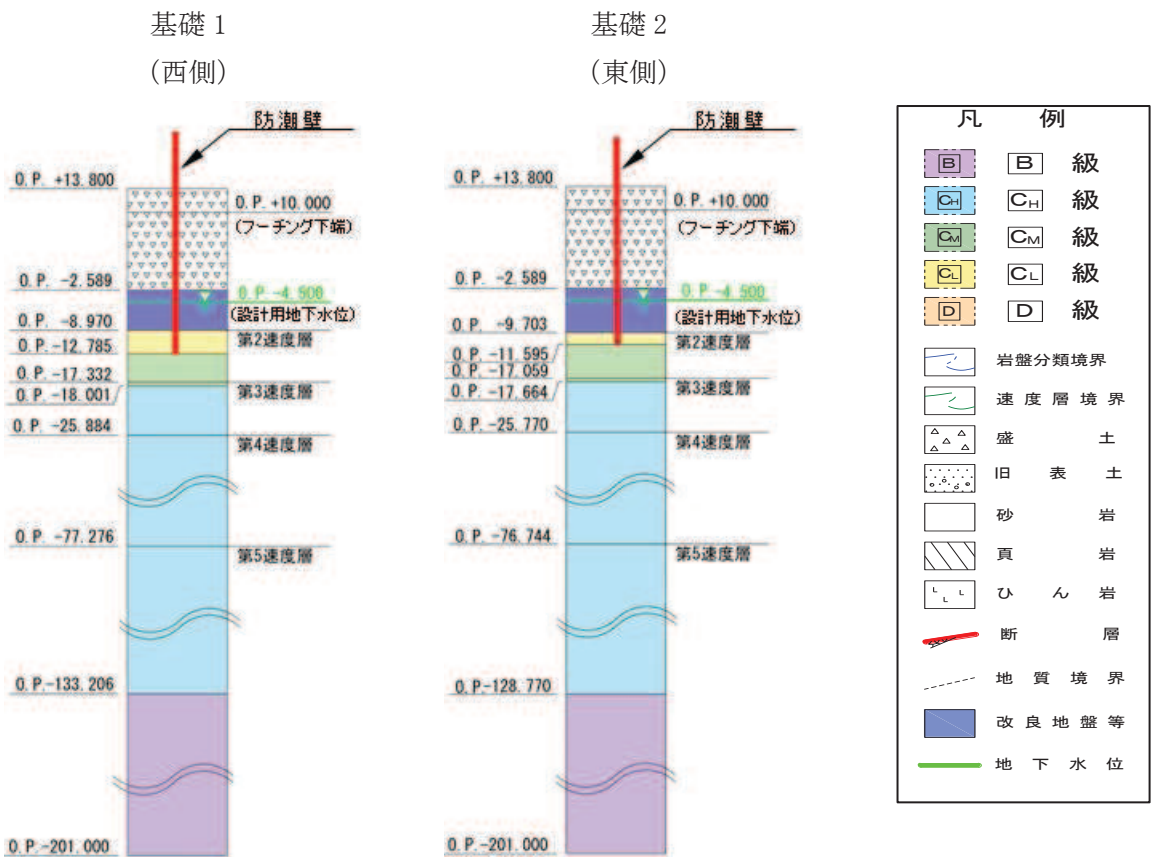 基礎 1
(西側)
防潮壁
O.P. +13.800
O.P. +10.000
(フーチング下端)
O.P. -2.589
O.P. -4.500
(設計用地下水位)
O.P. -8.970
第2速度層
O.P. -12.785
O.P. -17.332
第3速度層
O.P. -18.001
O.P. -25.884
第4速度層
O.P. -77.276
第5速度層
O.P.-133.206
O.P.-201.000
基礎 2
(東側)
防潮壁
O.P. +13.800
O.P. +10.000
(フーチング下端)
O.P. -2.589
O.P. -4.500
(設計用地下水位)
O.P. -9.703
第2速度層
O.P. -11.595
O.P. -17.059
第3速度層
O.P. -17.664
O.P. -25.770
第4速度層
O.P. -76.744
第5速度層
O.P-128.770
O.P.-201.000
凡 例
B B 級
CH CH 級
CM CM 級
CL CL 級
D D 級
岩盤分類境界
速度層境界
盛土
旧表土
砂岩
頁岩
ひん岩
断層
地質境界
改良地盤等
地下水位